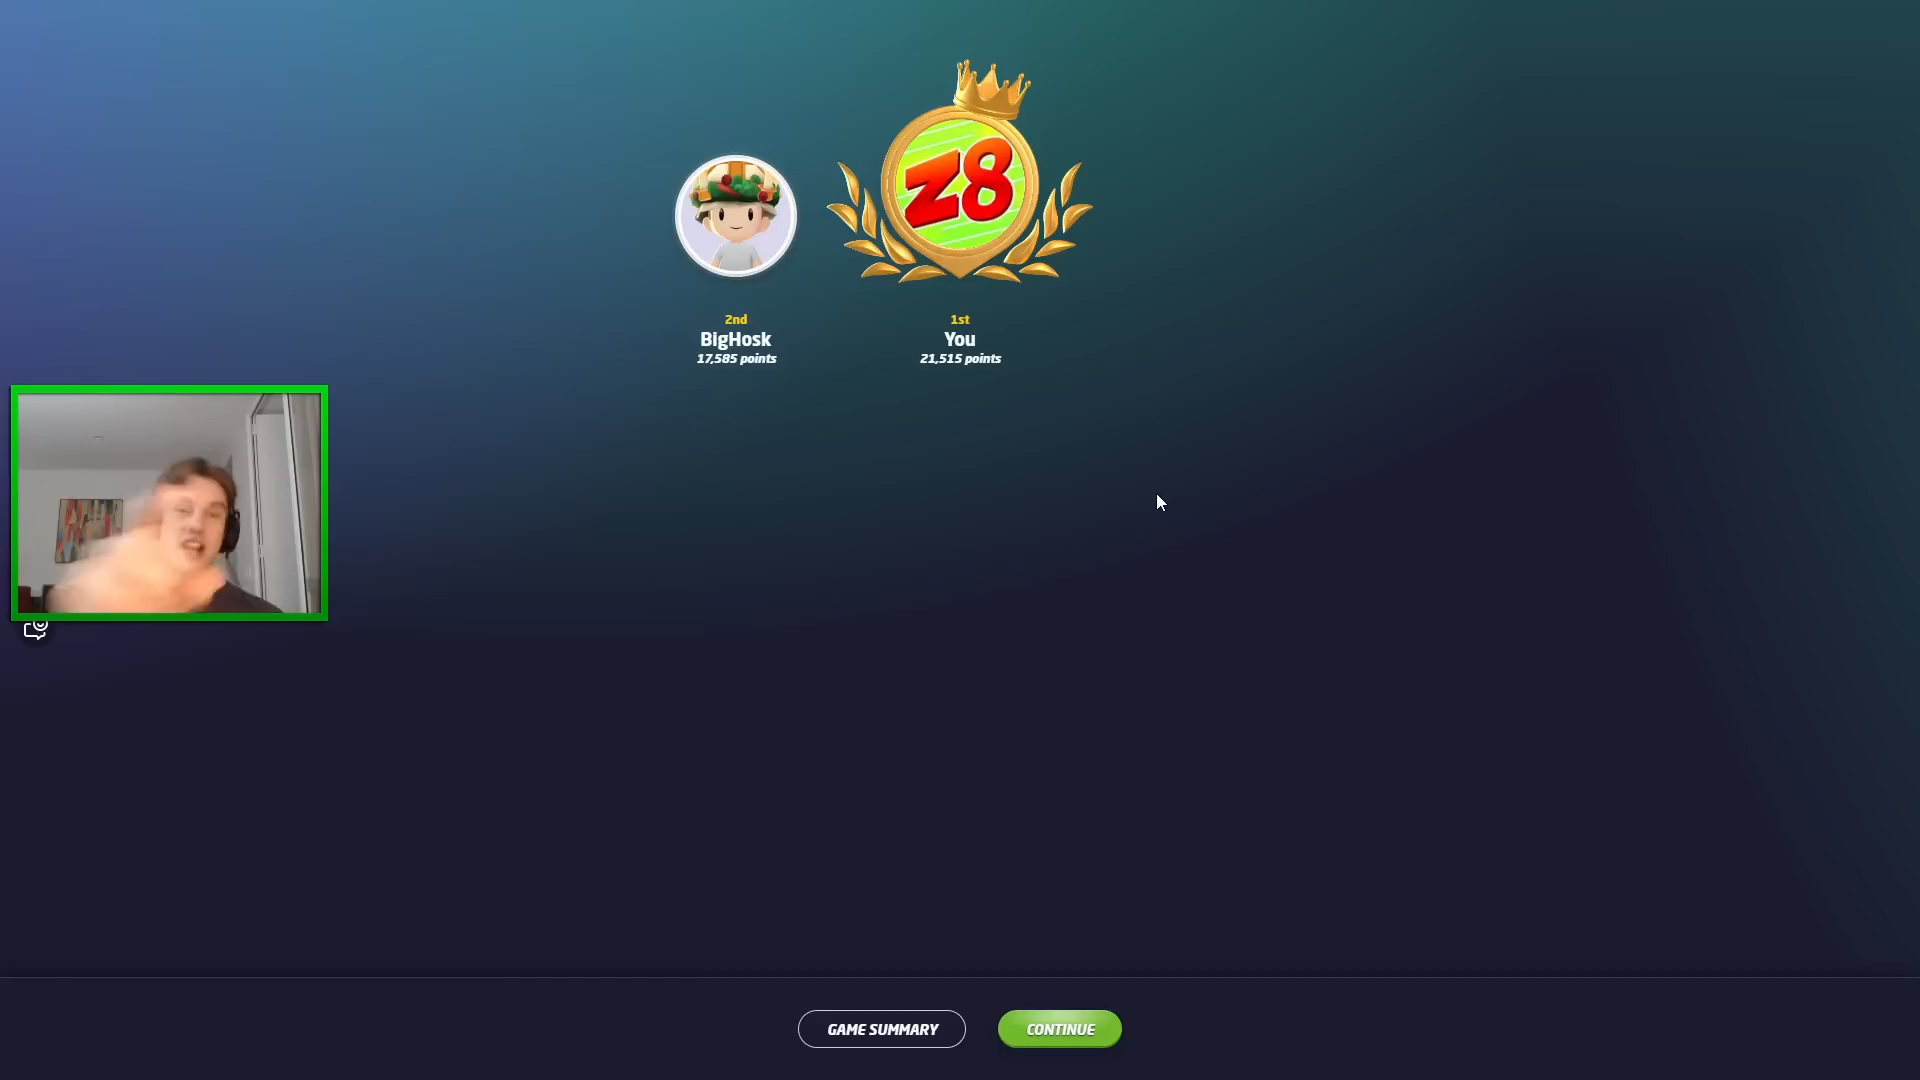 Z8
2nd
BigHosk
17,585 points
1st
You
21,515 points
GAME SUMMARY
CONTINUE